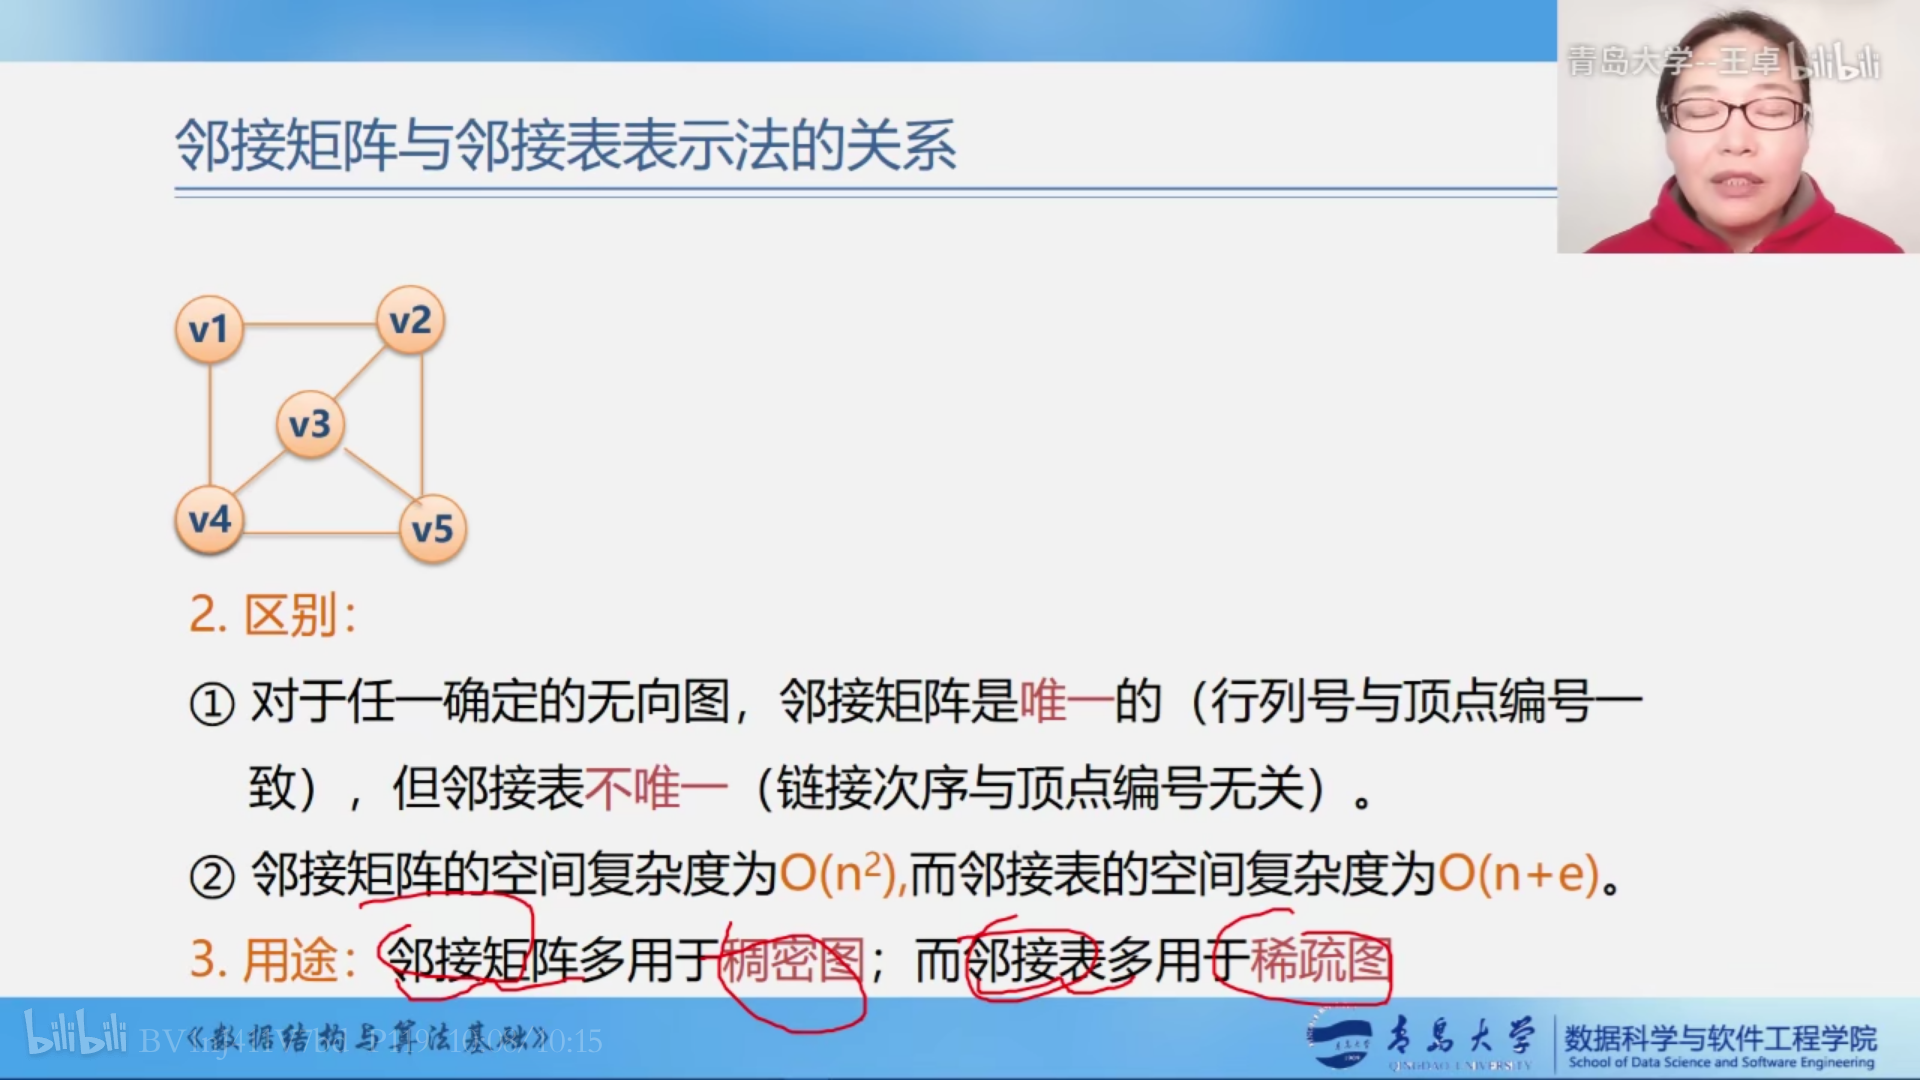 青岛大学--王卓 bilibili
邻接矩阵与邻接表表示法的关系
v1
v2
v3
v4
v5
2. 区别：
① 对于任一确定的无向图，邻接矩阵是唯一的（行列号与顶点编号一
致），但邻接表不唯一（链接次序与顶点编号无关）。
② 邻接矩阵的空间复杂度为O(n²),而邻接表的空间复杂度为O(n+e)。
3. 用途：邻接矩阵多用于稠密图；而邻接表多用于稀疏图
bilibili
《数据结构与算法基础》
10:15
青岛大学
QINGDAO UNIVERSITY
数据科学与软件工程学院
School of Data Science and Software Engineering